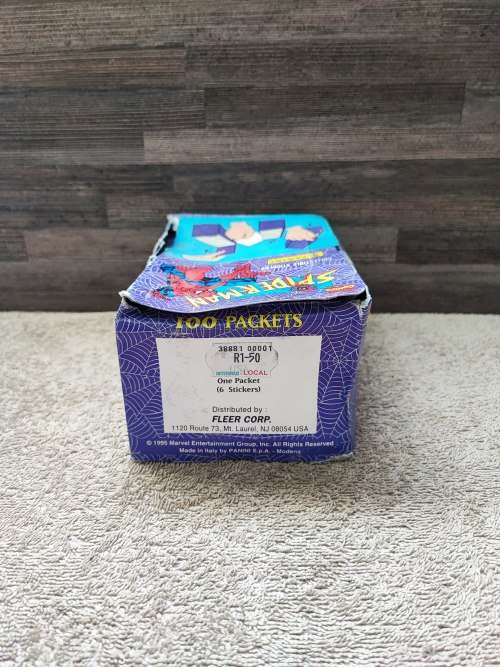 SPIDER-MAN
100 PACKETS
38881 00001
R1-50
LOCAL
One Packet
(6 Stickers)
Distributed by :
FLEER CORP.
1120 Route 73, Mt. Laurel, NJ 08054 USA
© 1995 Marvel Entertainment Group, Inc. All Rights Reserved
Made in Italy by PANINI S.p.A. - Modena